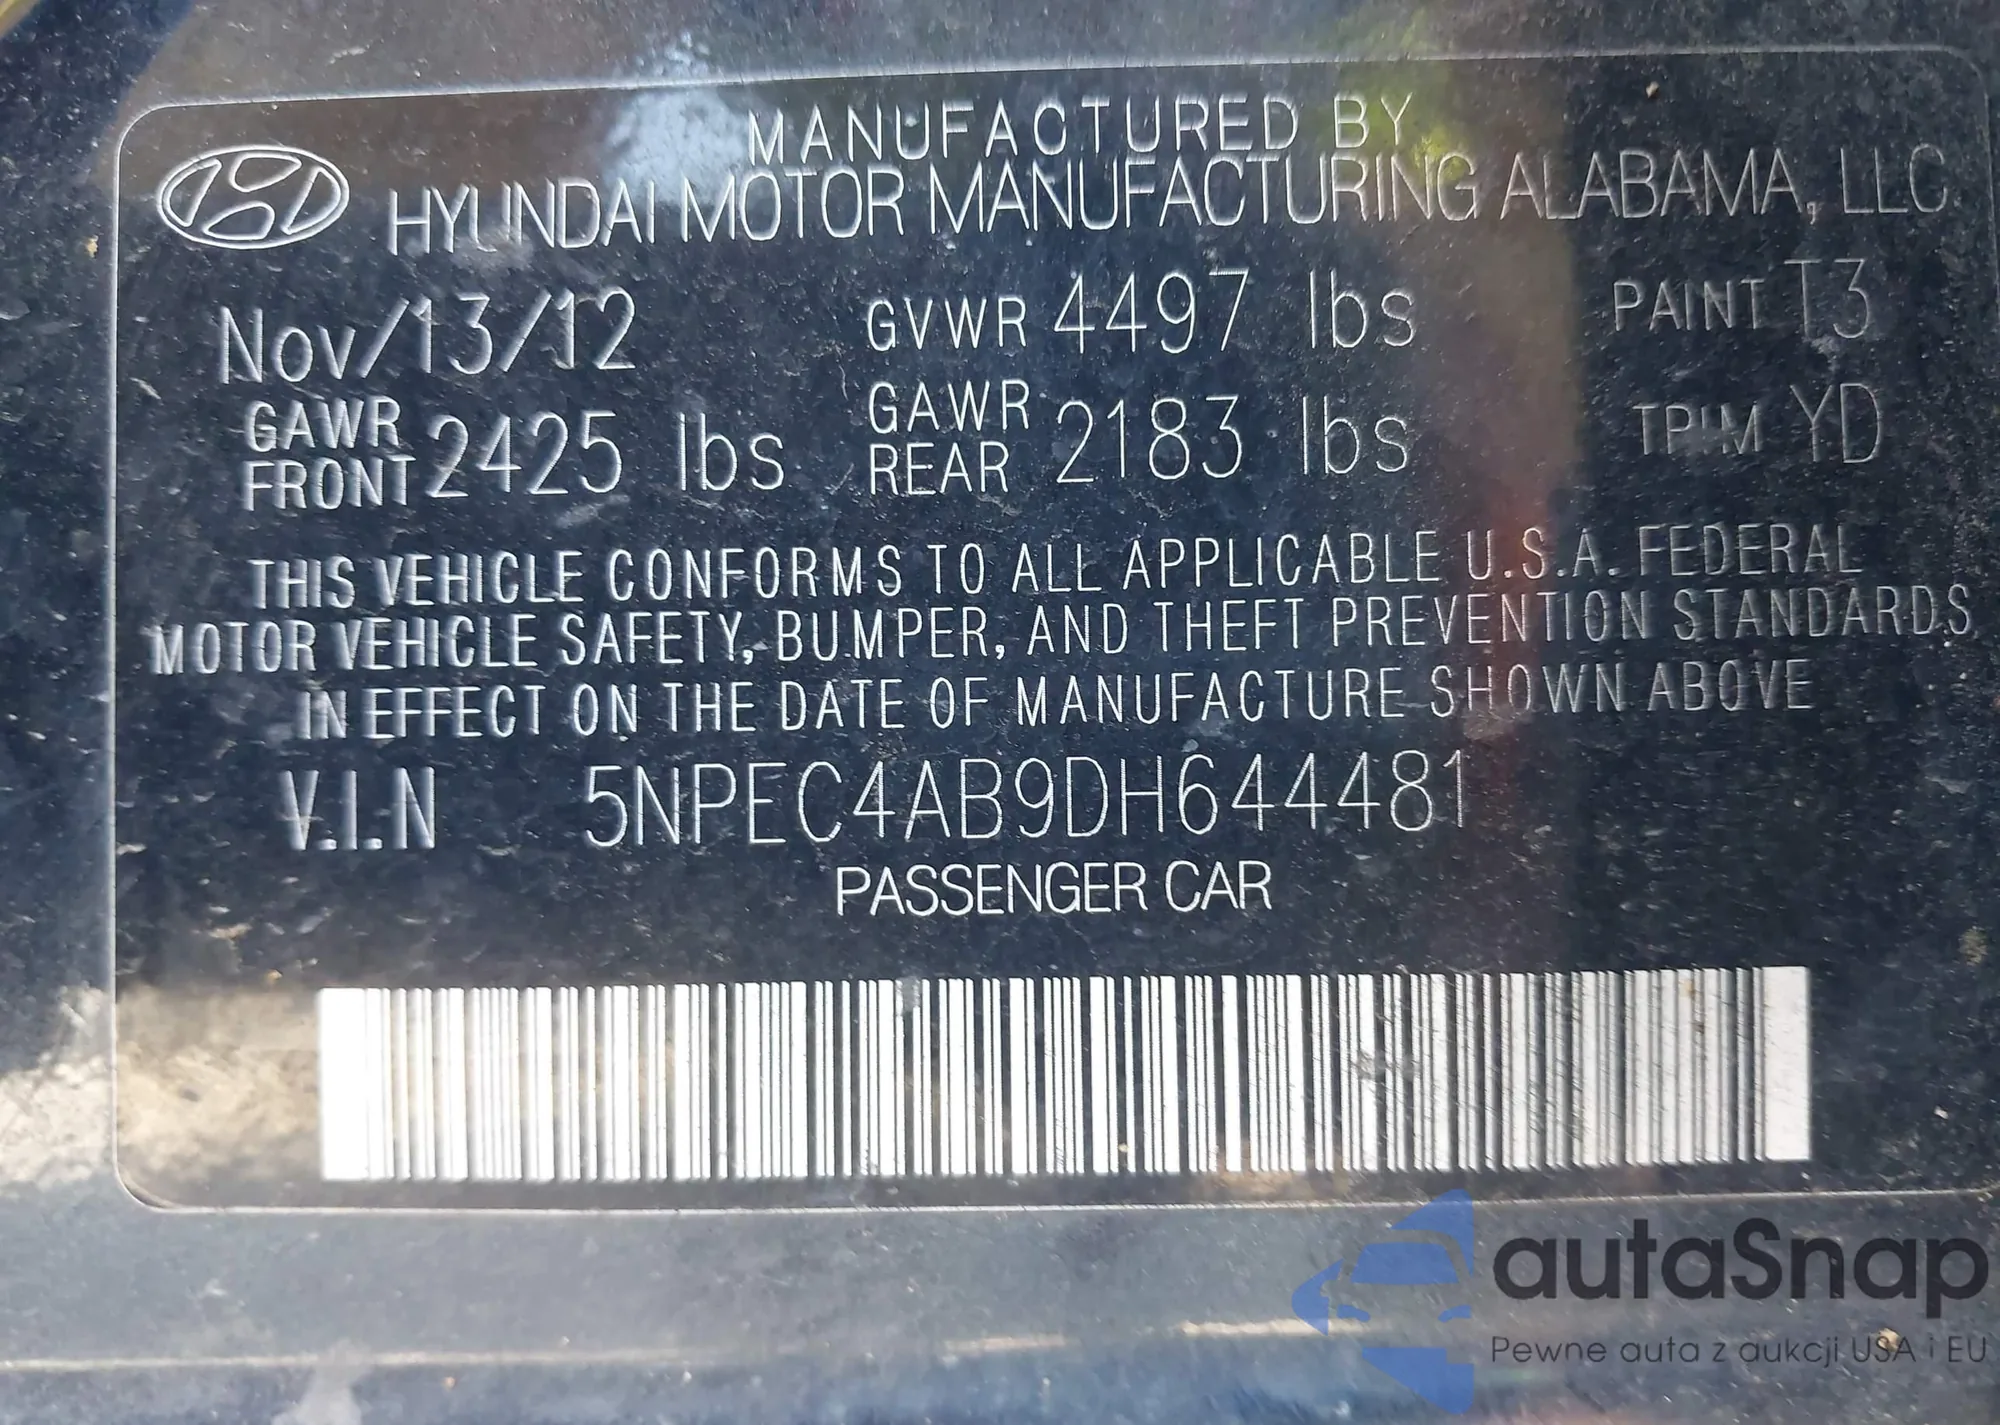 MANUFACTURED BY
HYUNDAI MOTOR MANUFACTURING ALABAMA, LLC
Nov/13/12 GVWR 4497 lbs PAINT T3
GAWR FRONT 2425 lbs GAWR REAR 2183 lbs TRIM YD
THIS VEHICLE CONFORMS TO ALL APPLICABLE U.S.A. FEDERAL
MOTOR VEHICLE SAFETY, BUMPER, AND THEFT PREVENTION STANDARDS
IN EFFECT ON THE DATE OF MANUFACTURE SHOWN ABOVE
V.I.N 5NPEC4AB9DH644481
PASSENGER CAR
autaSnap
Pewne auta z aukcji USA i EU